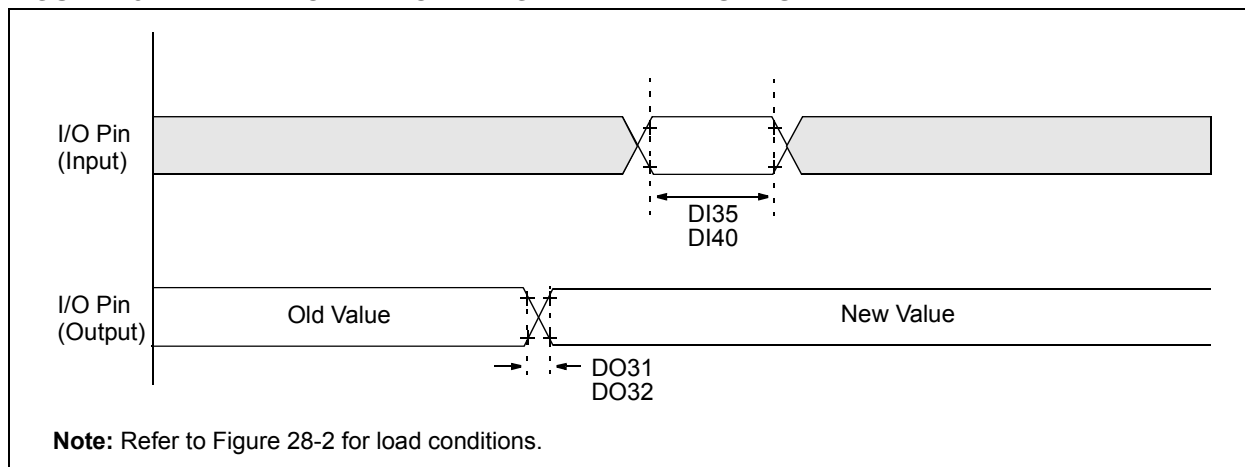 I/O Pin
(Input)
DI35
DI40
I/O Pin
(Output)
Old Value
New Value
DO31
DO32
Note: Refer to Figure 28-2 for load conditions.